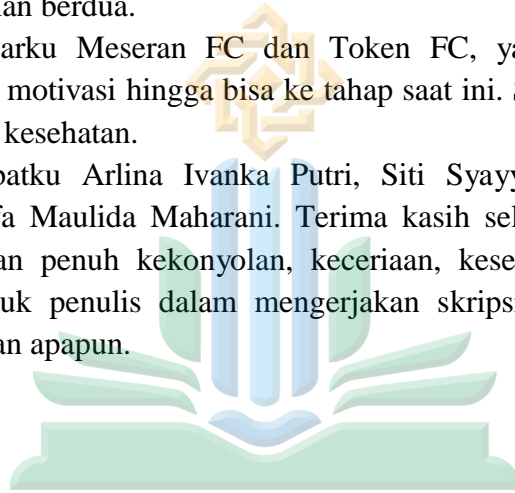 an berdua.
arku Meseran FC dan Token FC, ya
motivasi hingga bisa ke tahap saat ini. S
kesehatan.
atku Arlina Ivanka Putri, Siti Syayy
fa Maulida Maharani. Terima kasih sel
an penuh kekonyolan, keceriaan, kese
uk penulis dalam mengerjakan skripsi
an apapun.